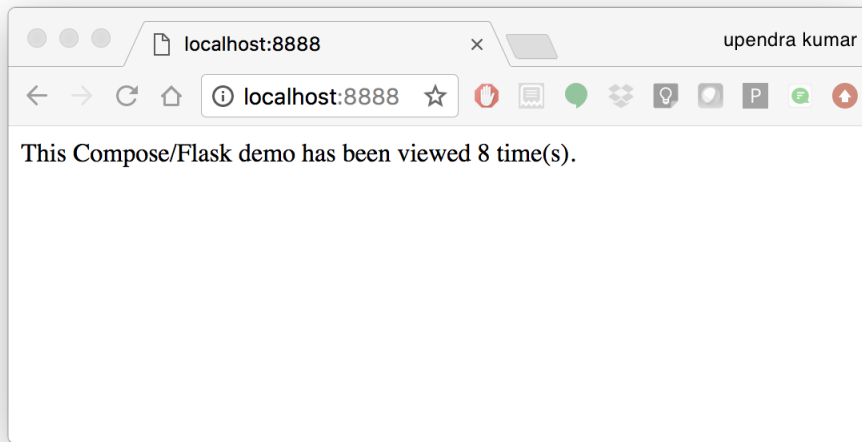 localhost:8888
upendra kumar
localhost:8888
P
This Compose/Flask demo has been viewed 8 time(s).